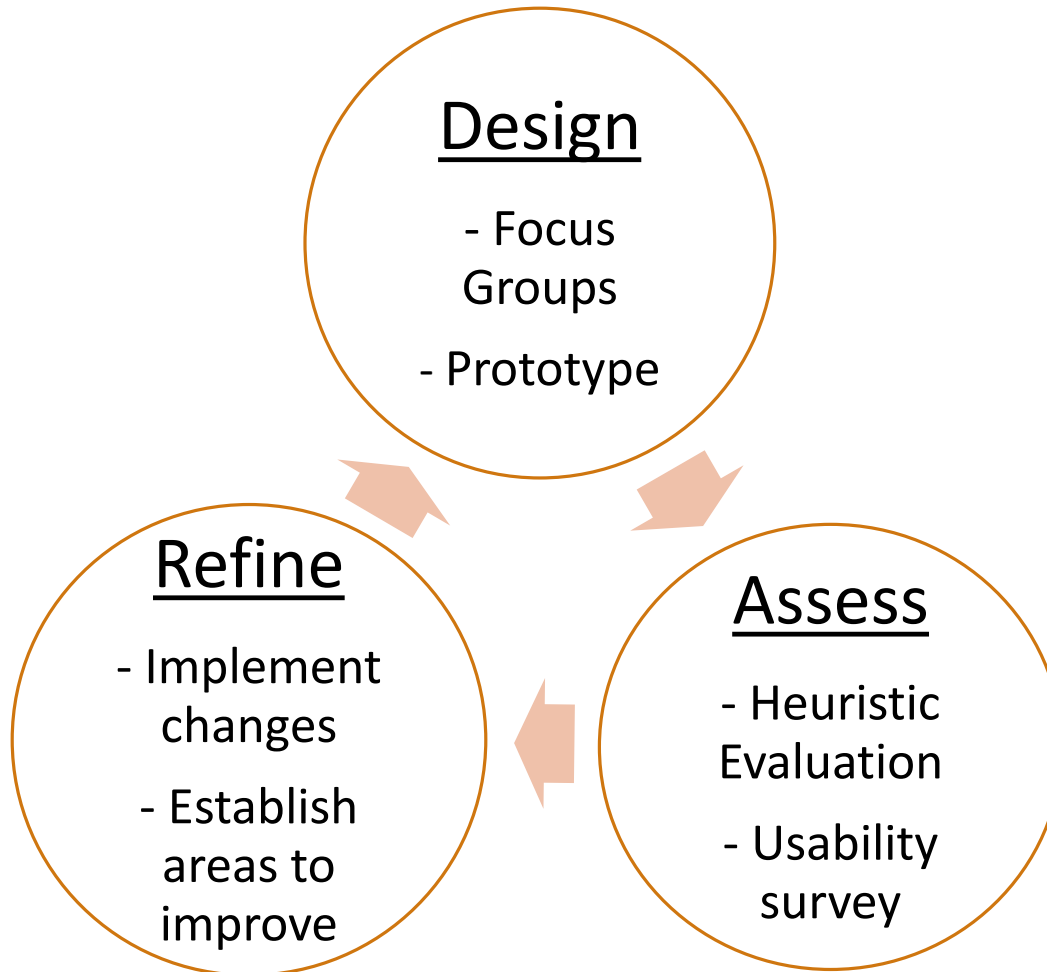 Design
- Focus
Groups
- Prototype
Refine
- Implement
changes
- Establish
areas to
improve
Assess
- Heuristic
Evaluation
- Usability
survey